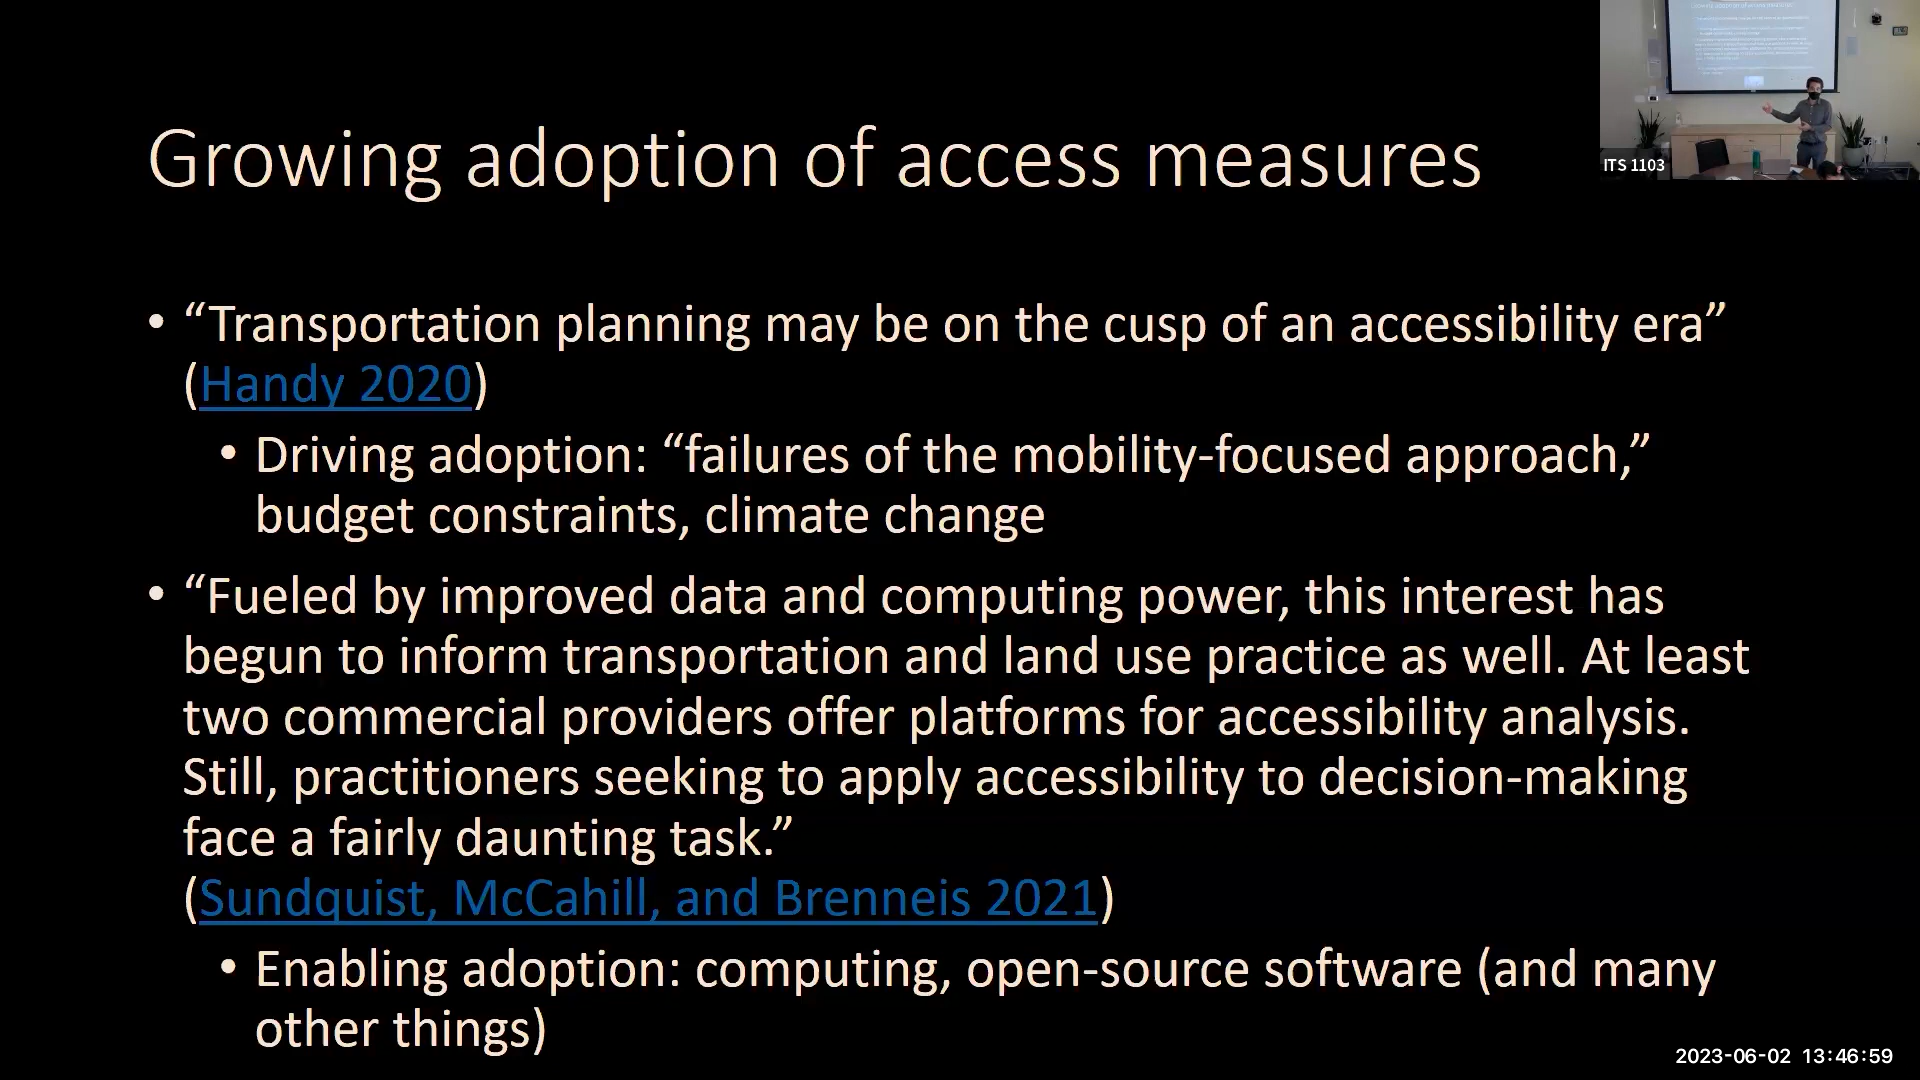 Growing adoption of access measures
ITS 1103
• “Transportation planning may be on the cusp of an accessibility era”
(Handy 2020)
• Driving adoption: “failures of the mobility-focused approach,”
budget constraints, climate change
• “Fueled by improved data and computing power, this interest has
begun to inform transportation and land use practice as well. At least
two commercial providers offer platforms for accessibility analysis.
Still, practitioners seeking to apply accessibility to decision-making
face a fairly daunting task.”
(Sundquist, McCahill, and Brenneis 2021)
• Enabling adoption: computing, open-source software (and many
other things)
2023-06-02 13:46:59